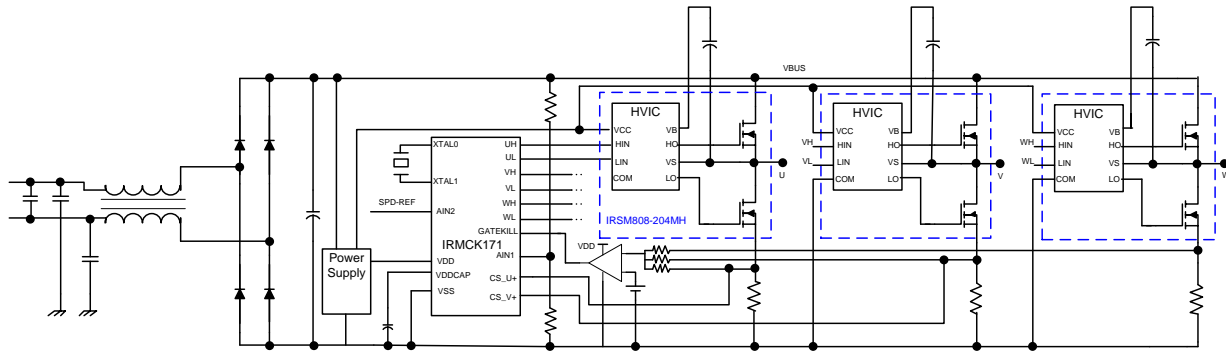 VBUS
HVIC
VCC
HIN
LIN
COM
VB
HO
VS
LO
U
IRSM808-204MH
HVIC
VCC
HIN
LIN
COM
VB
HO
VS
LO
VH
VL
V
HVIC
VCC
HIN
LIN
COM
VB
HO
VS
LO
WH
WL
W
XTAL0
XTAL1
SPD-REF
AIN2
IRMCK171
VDD
VDDCAP
VSS
UH
UL
VH
VL
WH
WL
GATEKILL
AIN1
CS_U+
CS_V+
...
...
VDD
Power
Supply